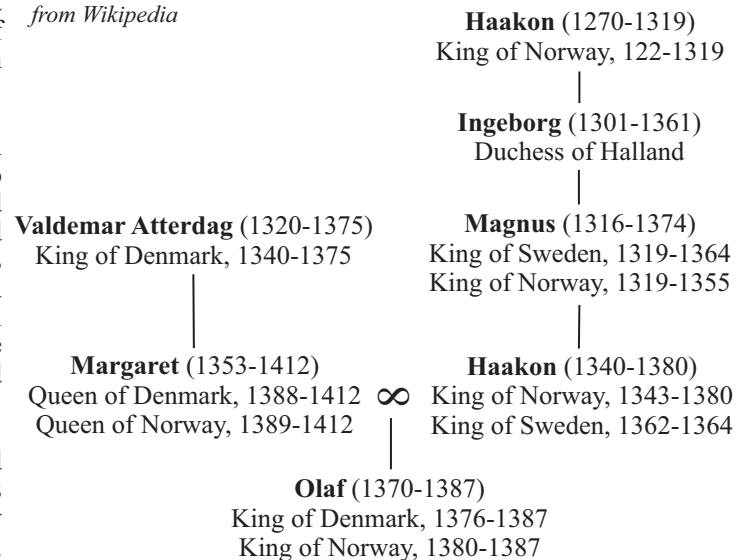 from Wikipedia
Haakon (1270-1319)
King of Norway, 122-1319
Ingeborg (1301-1361)
Duchess of Halland
Valdemar Atterdag (1320-1375)
King of Denmark, 1340-1375
Magnus (1316-1374)
King of Sweden, 1319-1364
King of Norway, 1319-1355
Margaret (1353-1412)
Queen of Denmark, 1388-1412
Queen of Norway, 1389-1412
∞
Haakon (1340-1380)
King of Norway, 1343-1380
King of Sweden, 1362-1364
Olaf (1370-1387)
King of Denmark, 1376-1387
King of Norway, 1380-1387